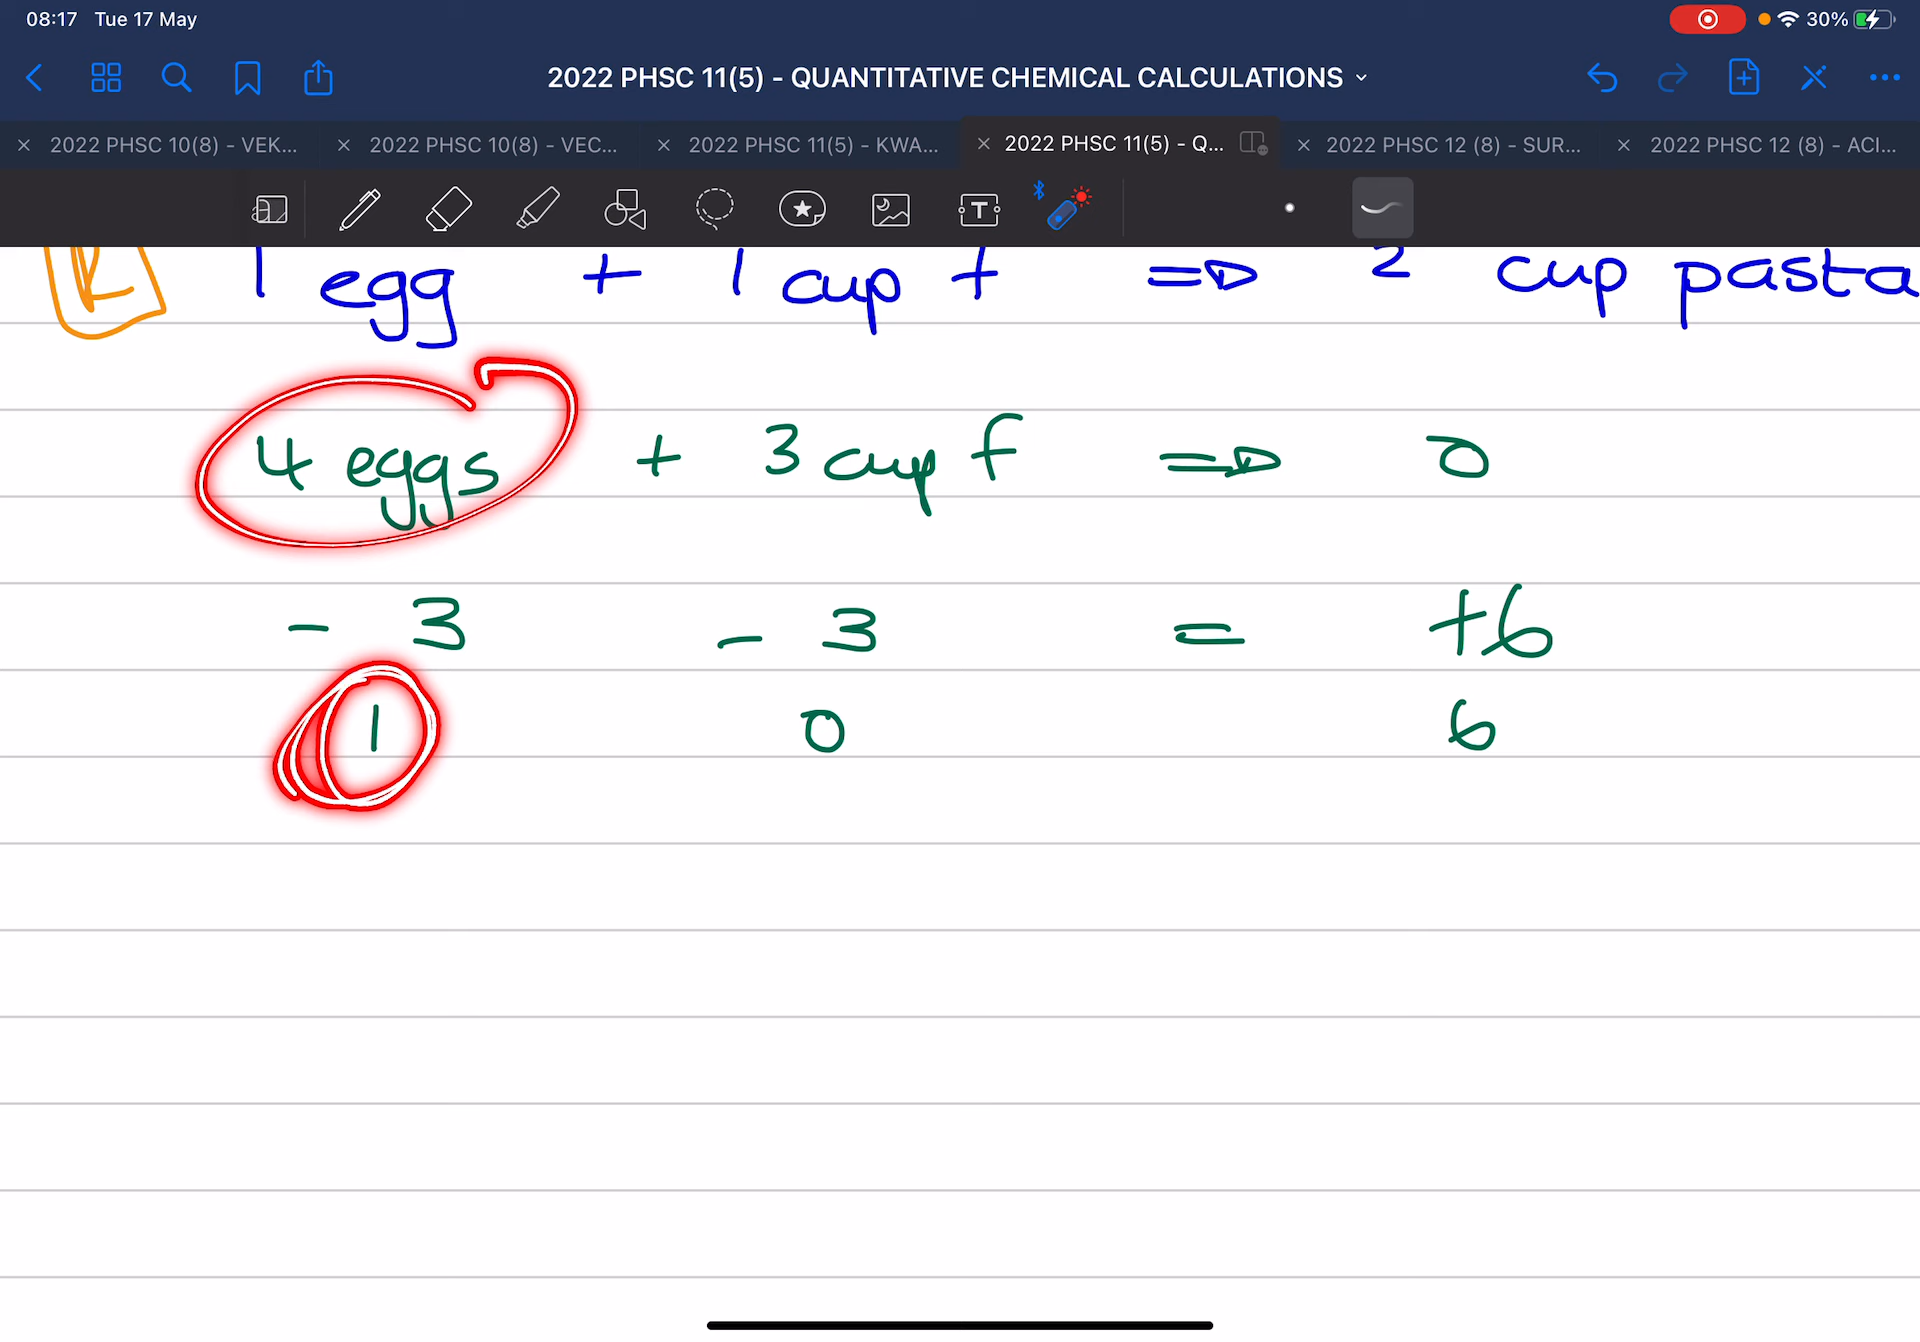 08:17 Tue 17 May 30%
2022 PHSC 11(5) - QUANTITATIVE CHEMICAL CALCULATIONS
2022 PHSC 10(8) - VEK... 2022 PHSC 10(8) - VEC... 2022 PHSC 11(5) - KWA... 2022 PHSC 11(5) - Q... 2022 PHSC 12 (8) - SUR... 2022 PHSC 12 (8) - ACI...
T
1 egg + 1 cup f => 2 cup pasta
4 eggs + 3 cup f => 0
- 3 - 3 = +6
1 0 6